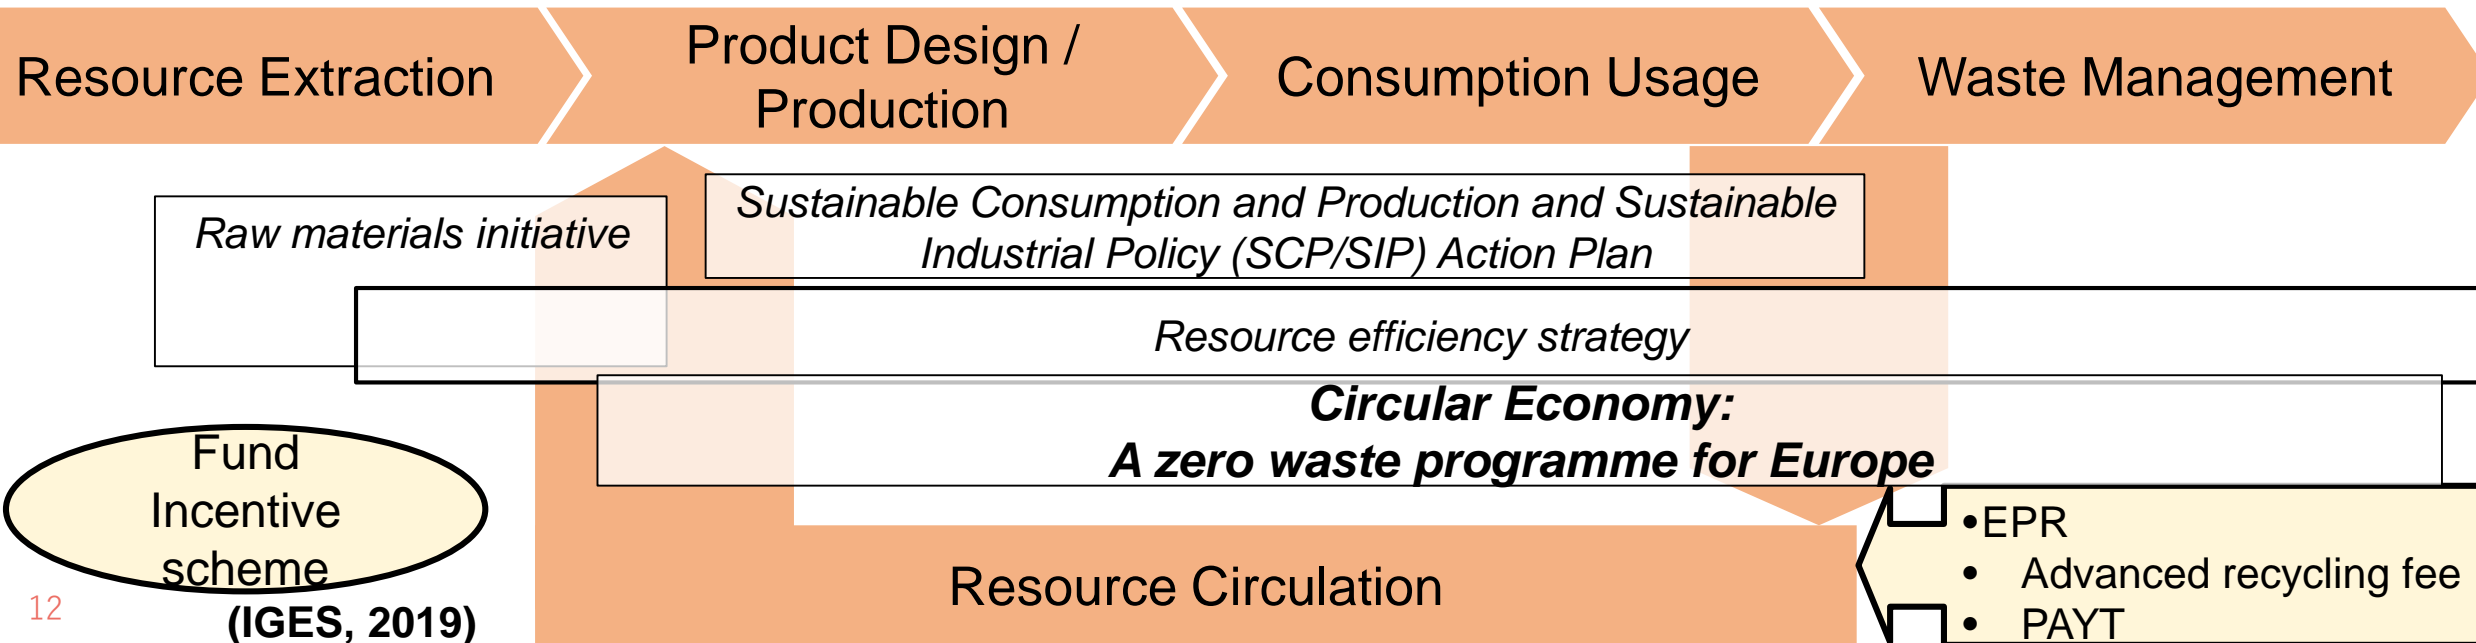 Resource Extraction
Product Design /
Production
Consumption Usage
Waste Management
Raw materials initiative
Sustainable Consumption and Production and Sustainable
Industrial Policy (SCP/SIP) Action Plan
Resource efficiency strategy
Circular Economy:
A zero waste programme for Europe
Fund
Incentive
scheme
(IGES, 2019)
12
Resource Circulation
•EPR
• Advanced recycling fee
• PAYT